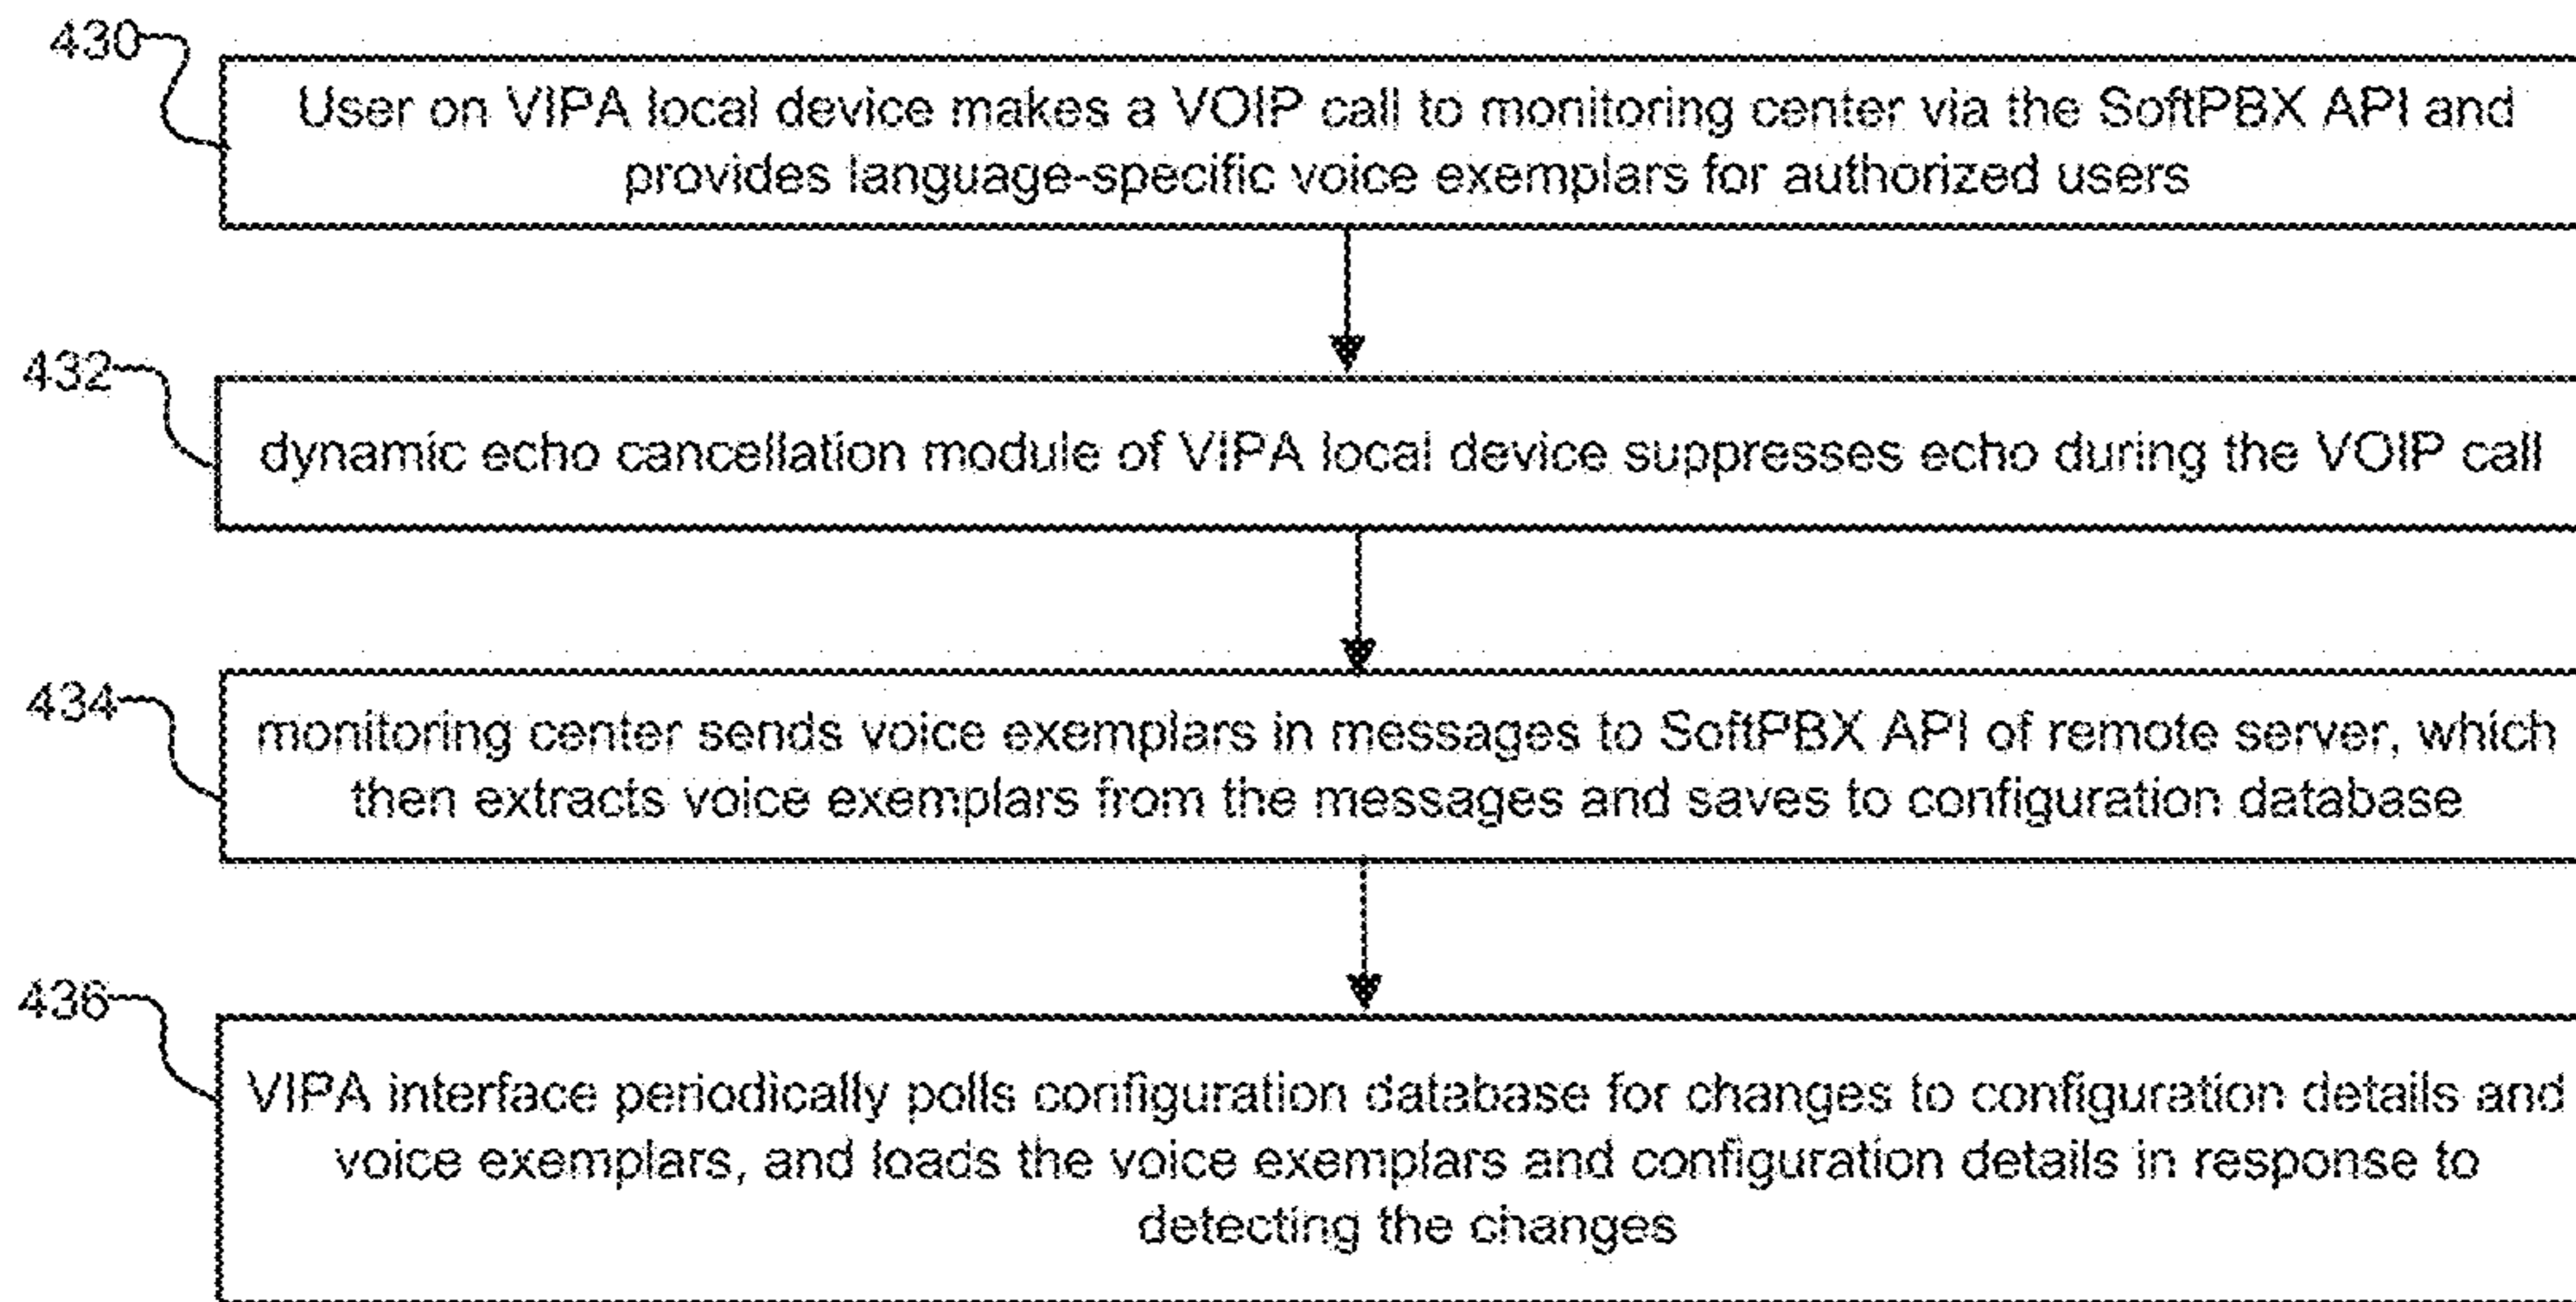 430
User on VIPA local device makes a VOIP call to monitoring center via the SoftPBX API and
provides language-specific voice exemplars for authorized users
432
dynamic echo cancellation module of VIPA local device suppresses echo during the VOIP call
434
monitoring center sends voice exemplars in messages to SoftPBX API of remote server, which
then extracts voice exemplars from the messages and saves to configuration database
436
VIPA interface periodically polls configuration database for changes to configuration details and
voice exemplars, and loads the voice exemplars and configuration details in response to
detecting the changes